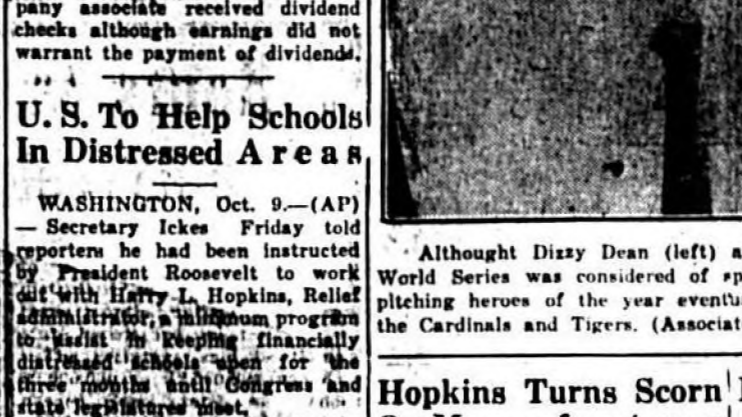 pany associate received dividend
checks although earnings did not
warrant the payment of dividends.
U. S. To Help Schools
In Distressed Areas
WASHINGTON, Oct. 9.—(AP)
— Secretary Ickes Friday told
reporters he had been instructed
by President Roosevelt to work
out with Harry L. Hopkins, Relief
administrator, a minimum program
to assist in keeping financially
distressed schools open for the
three months until Congress and
state legislatures meet.
Althought Dizzy Dean (left) a
World Series was considered of sp
pitching heroes of the year eventu
the Cardinals and Tigers. (Associat
Hopkins Turns Scorn